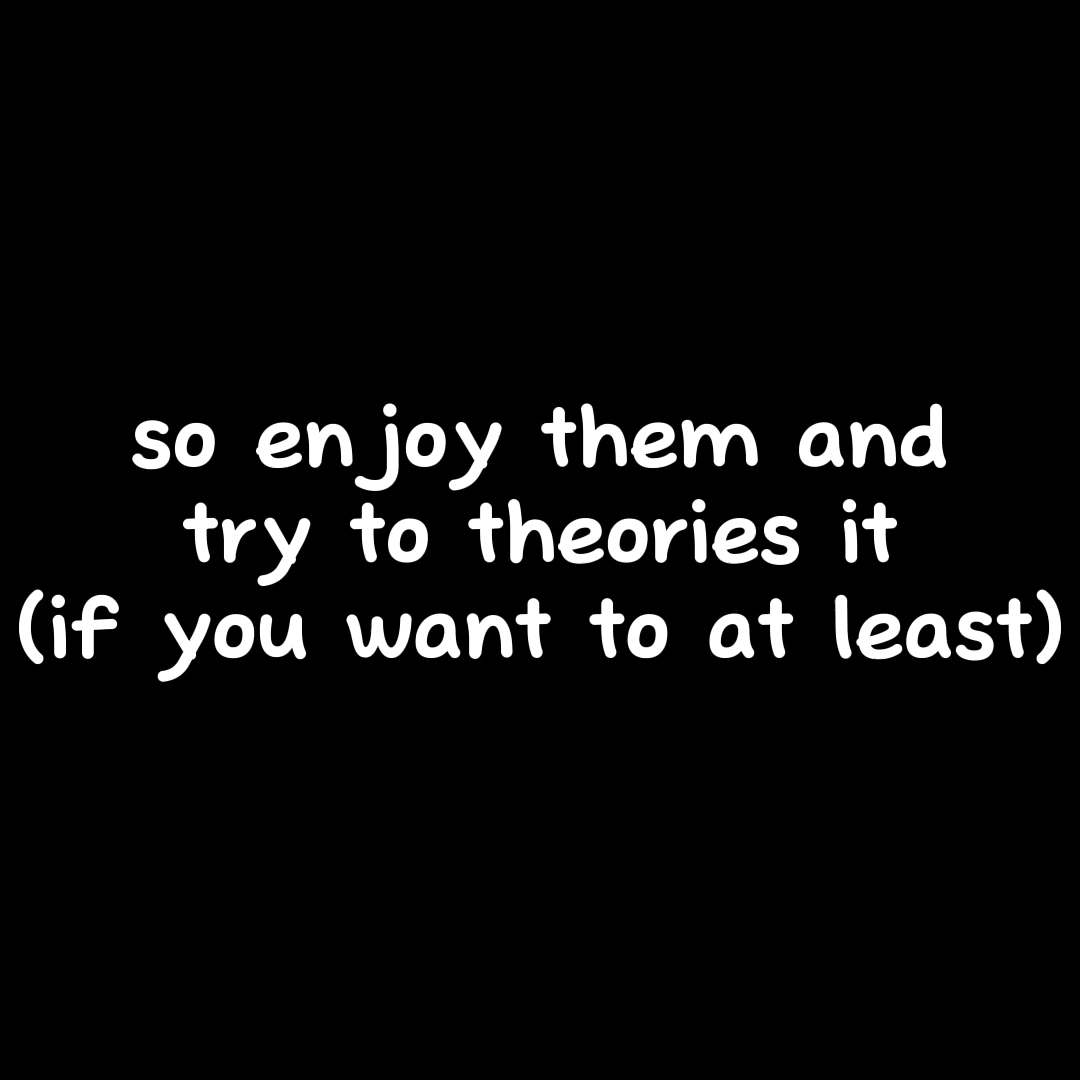 so enjoy them and
try to theories it
(if you want to at least)